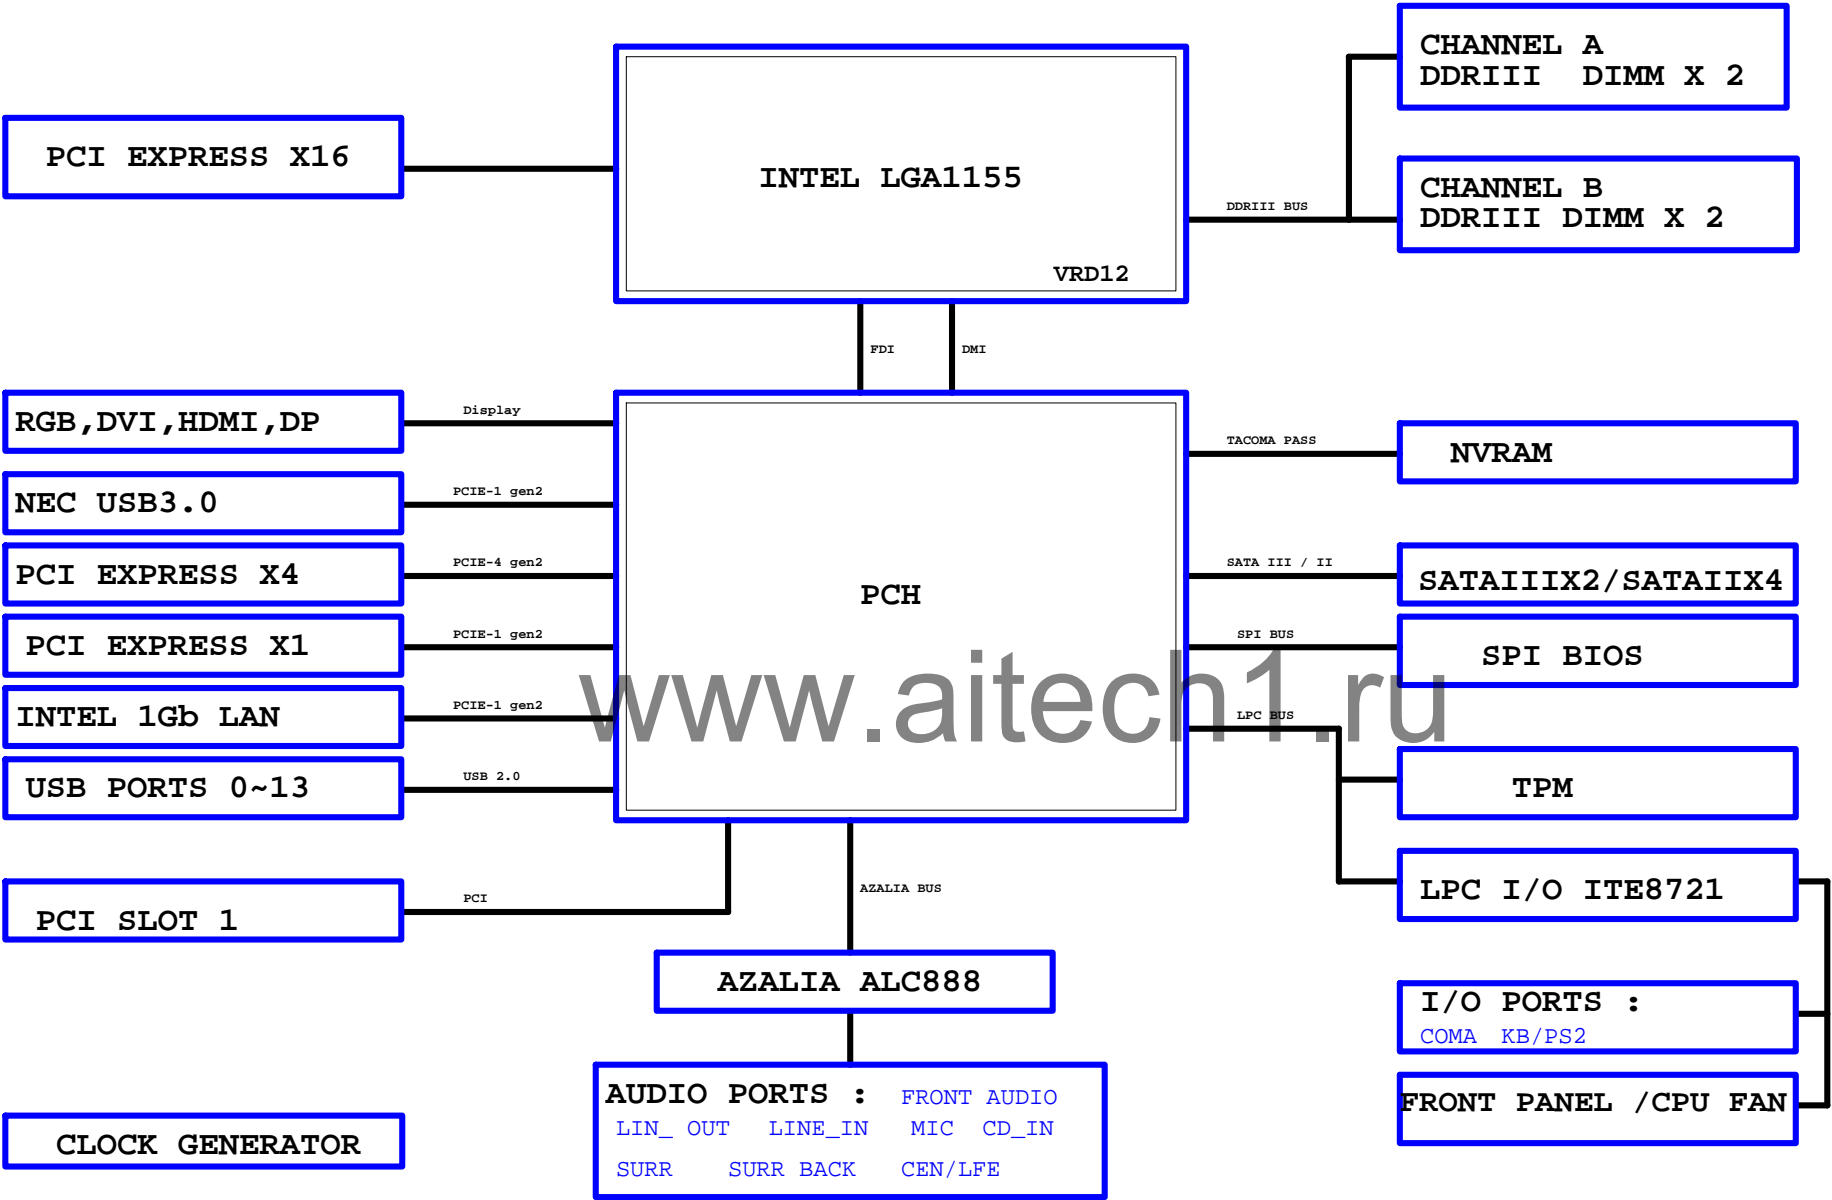 CHANNEL A
DDRIII DIMM X 2
PCI EXPRESS X16
INTEL LGA1155
VRD12
DDRIII BUS
CHANNEL B
DDRIII DIMM X 2
FDI
DMI
RGB,DVI,HDMI,DP
Display
NEC USB3.0
PCIE-1 gen2
PCI EXPRESS X4
PCIE-4 gen2
PCI EXPRESS X1
PCIE-1 gen2
INTEL 1Gb LAN
PCIE-1 gen2
USB PORTS 0~13
USB 2.0
PCH
TACOMA PASS
NVRAM
SATA III / II
SATAIIIX2/SATAIIX4
SPI BUS
SPI BIOS
www.aitech1.ru
LPC BUS
TPM
LPC I/O ITE8721
PCI SLOT 1
PCI
AZALIA BUS
AZALIA ALC888
I/O PORTS :
COMA KB/PS2
FRONT PANEL /CPU FAN
AUDIO PORTS : FRONT AUDIO
LIN_ OUT LINE_IN MIC CD_IN
SURR SURR BACK CEN/LFE
CLOCK GENERATOR